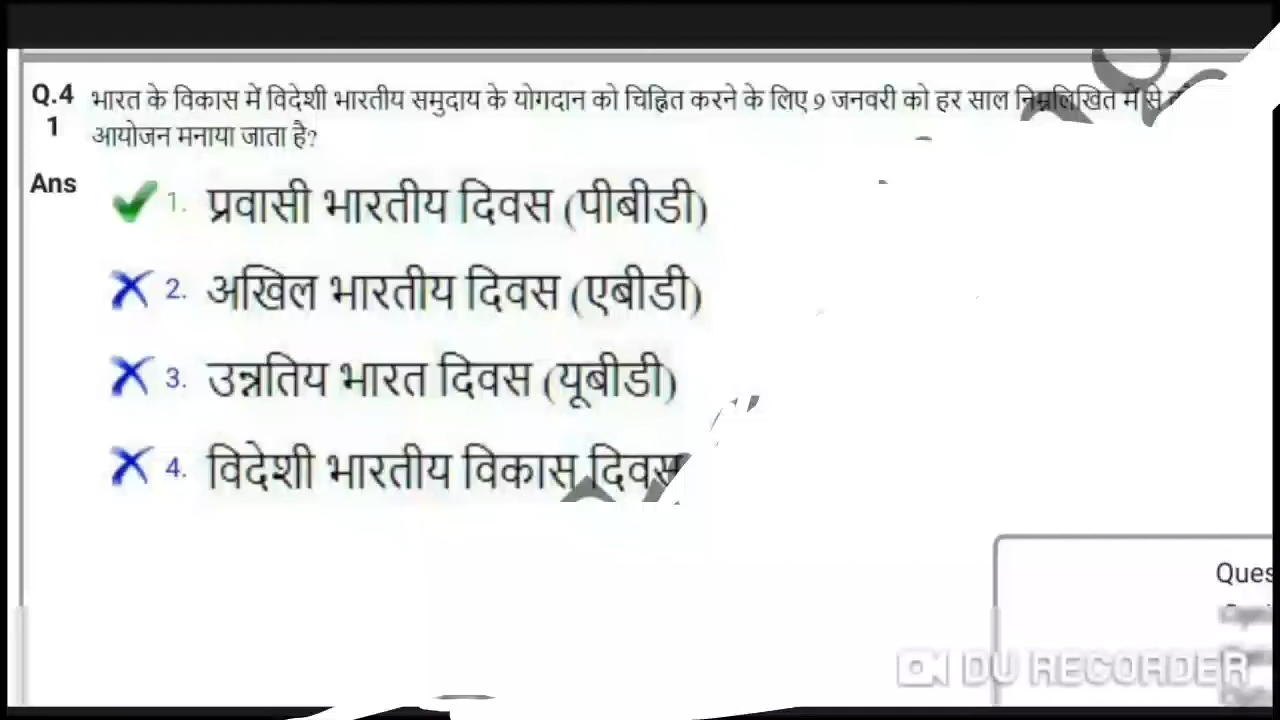 Q.4 भारत के विकास में विदेशी भारतीय समुदाय के योगदान को चिह्नित करने के लिए 9 जनवरी को हर साल निम्नलिखित में से
1 आयोजन मनाया जाता है?
Ans
1. प्रवासी भारतीय दिवस (पीबीडी)
2. अखिल भारतीय दिवस (एबीडी)
3. उन्नतिय भारत दिवस (यूबीडी)
4. विदेशी भारतीय विकास दिवस
Ques
DU RECORDER